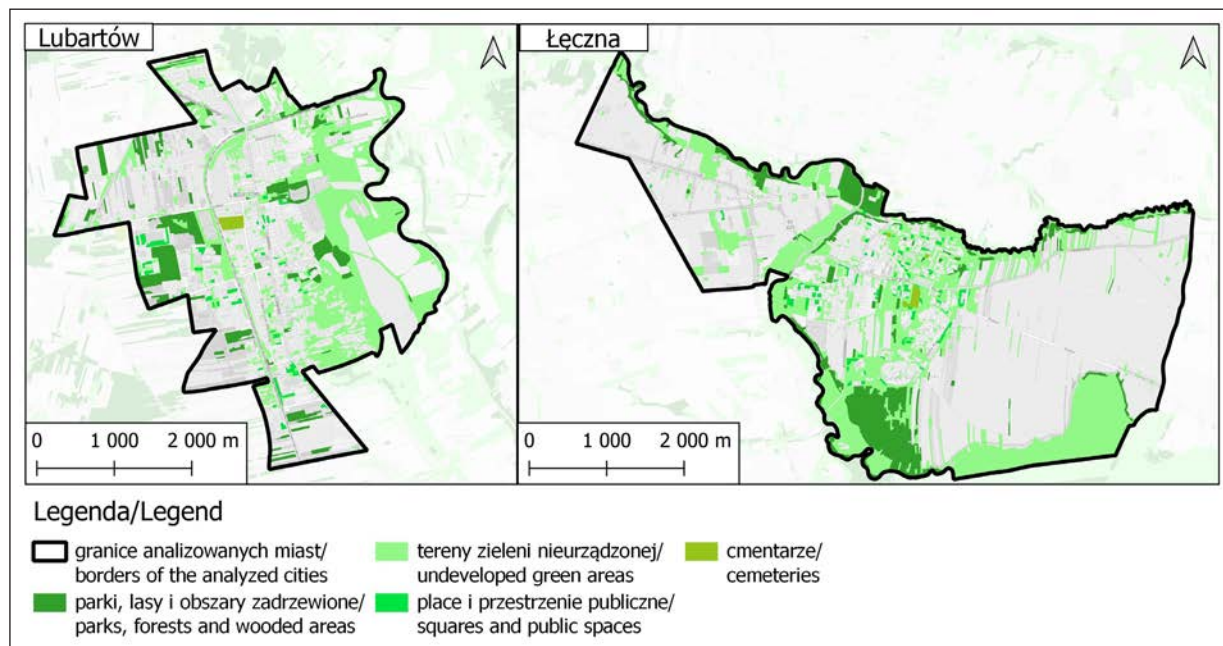 Lubartów
Łęczna
0 1 000 2 000 m
0 1 000 2 000 m
Legenda/Legend
granice analizowanych miast/
borders of the analyzed cities
parki, lasy i obszary zadrzewione/
parks, forests and wooded areas
tereny zieleni nieurządzonej/
undeveloped green areas
place i przestrzenie publiczne/
squares and public spaces
cmentarze/
cemeteries